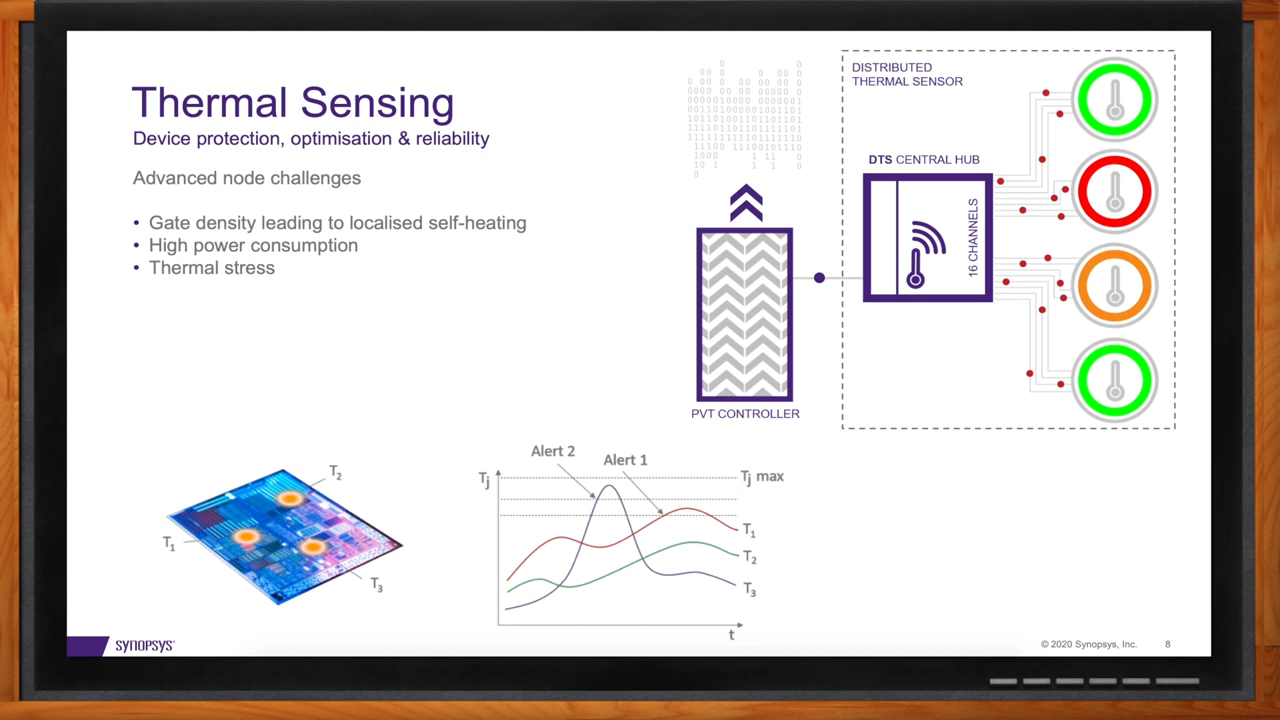 Thermal Sensing
Device protection, optimisation & reliability
Advanced node challenges
• Gate density leading to localised self-heating
• High power consumption
• Thermal stress
DISTRIBUTED
THERMAL SENSOR
DTS CENTRAL HUB
16 CHANNELS
PVT CONTROLLER
T1
T2
T3
Alert 2
Alert 1
Tj
Tj max
T1
T2
T3
t
SYNOPSYS
© 2020 Synopsys, Inc.
8